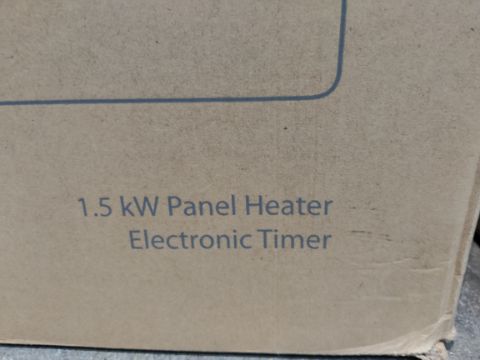 1.5 kW Panel Heater
Electronic Timer